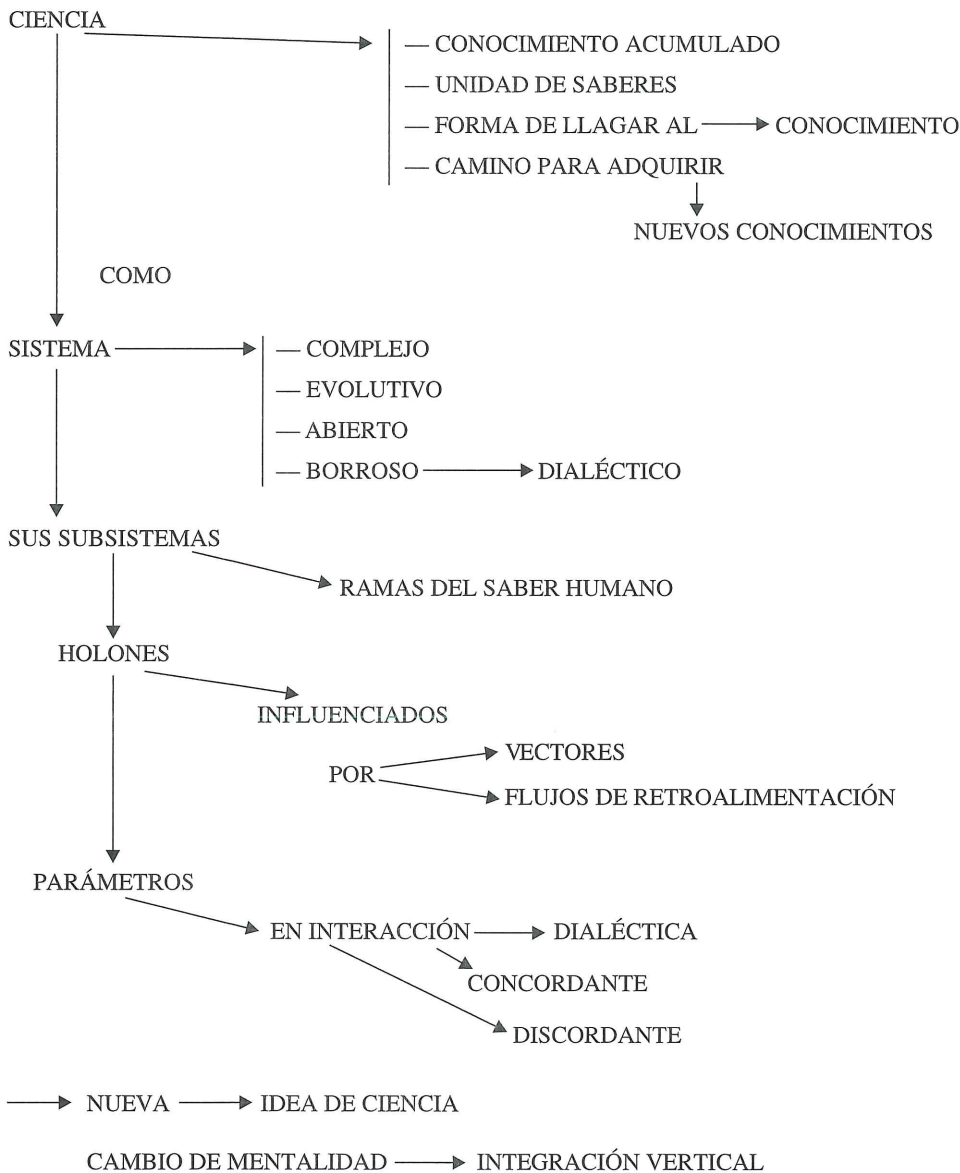 CIENCIA
— CONOCIMIENTO ACUMULADO
— UNIDAD DE SABERES
— FORMA DE LLAGAR AL CONOCIMIENTO
— CAMINO PARA ADQUIRIR
NUEVOS CONOCIMIENTOS
COMO
SISTEMA
— COMPLEJO
— EVOLUTIVO
— ABIERTO
— BORROSO DIALÉCTICO
SUS SUBSISTEMAS
RAMAS DEL SABER HUMANO
HOLONES
INFLUENCIADOS
POR
VECTORES
FLUJOS DE RETROALIMENTACIÓN
PARÁMETROS
EN INTERACCIÓN DIALÉCTICA
CONCORDANTE
DISCORDANTE
NUEVA IDEA DE CIENCIA
CAMBIO DE MENTALIDAD INTEGRACIÓN VERTICAL